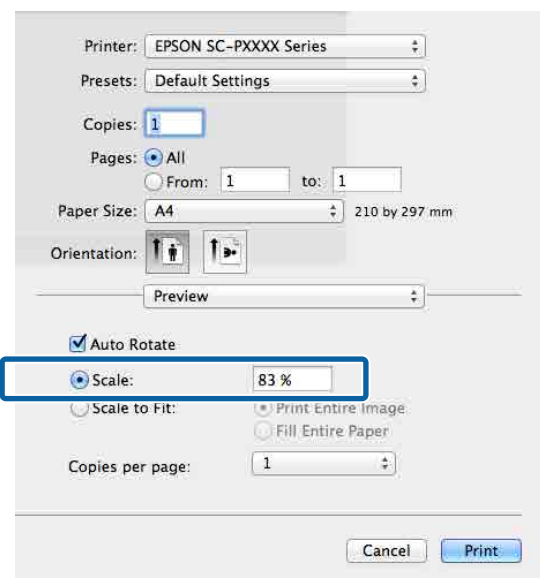 Printer: EPSON SC-PXXXX Series
Presets: Default Settings
Copies: 1
Pages: All
From: 1 to: 1
Paper Size: A4 210 by 297 mm
Orientation:
Preview
Auto Rotate
Scale: 83 %
Scale to Fit: Print Entire Image
Fill Entire Paper
Copies per page: 1
Cancel Print